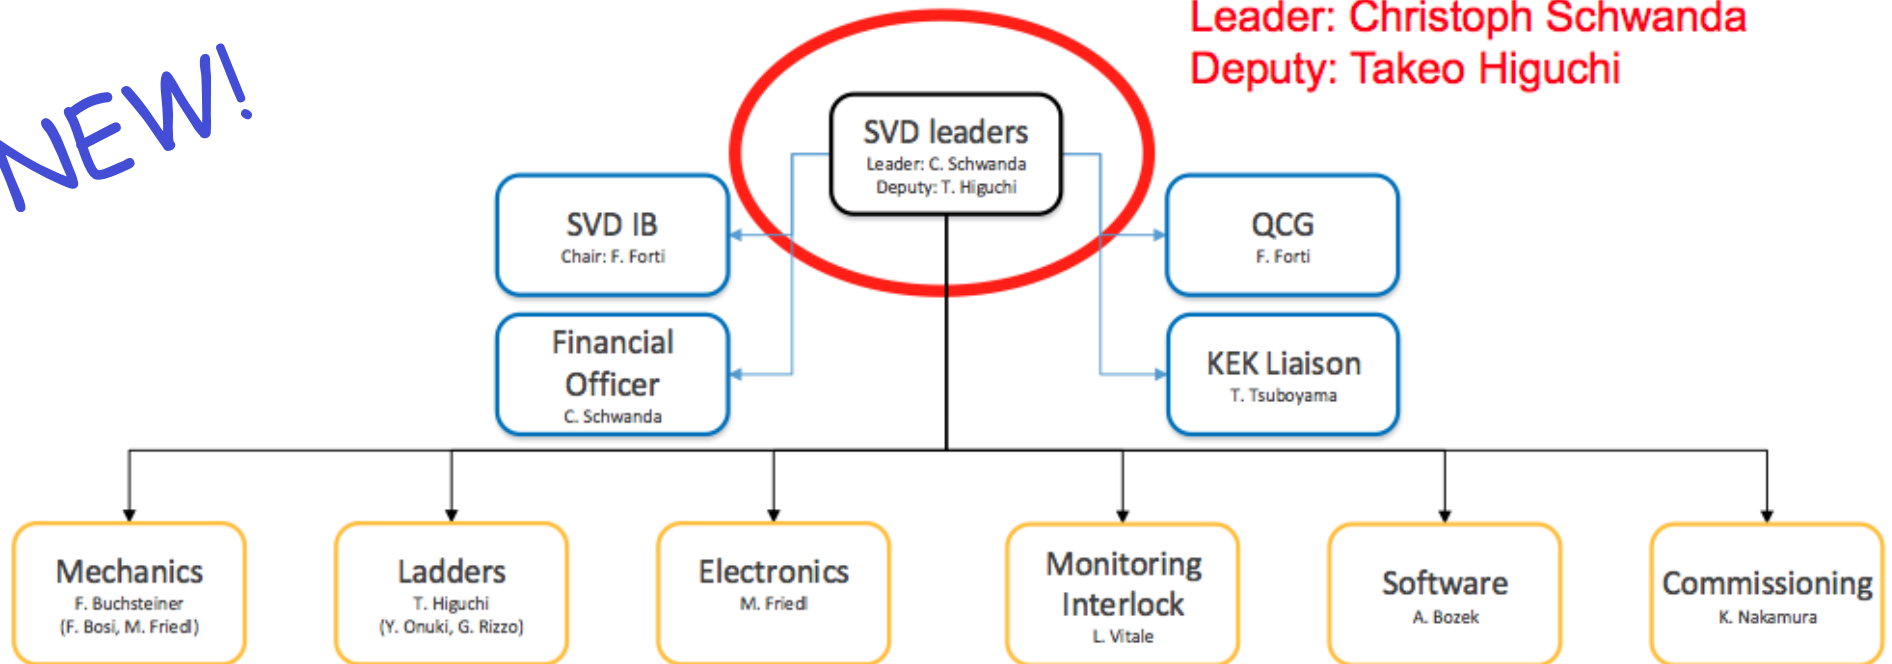 Leader: Christoph Schwanda
Deputy: Takeo Higuchi
NEW!
SVD leaders
Leader: C. Schwanda
Deputy: T. Higuchi
SVD IB
Chair: F. Forti
QCG
F. Forti
Financial
Officer
C. Schwanda
KEK Liaison
T. Tsuboyama
Mechanics
F. Buchsteiner
(F. Bosi, M. Friedl)
Ladders
T. Higuchi
(Y. Onuki, G. Rizzo)
Electronics
M. Friedl
Monitoring
Interlock
L. Vitale
Software
A. Bozek
Commissioning
K. Nakamura